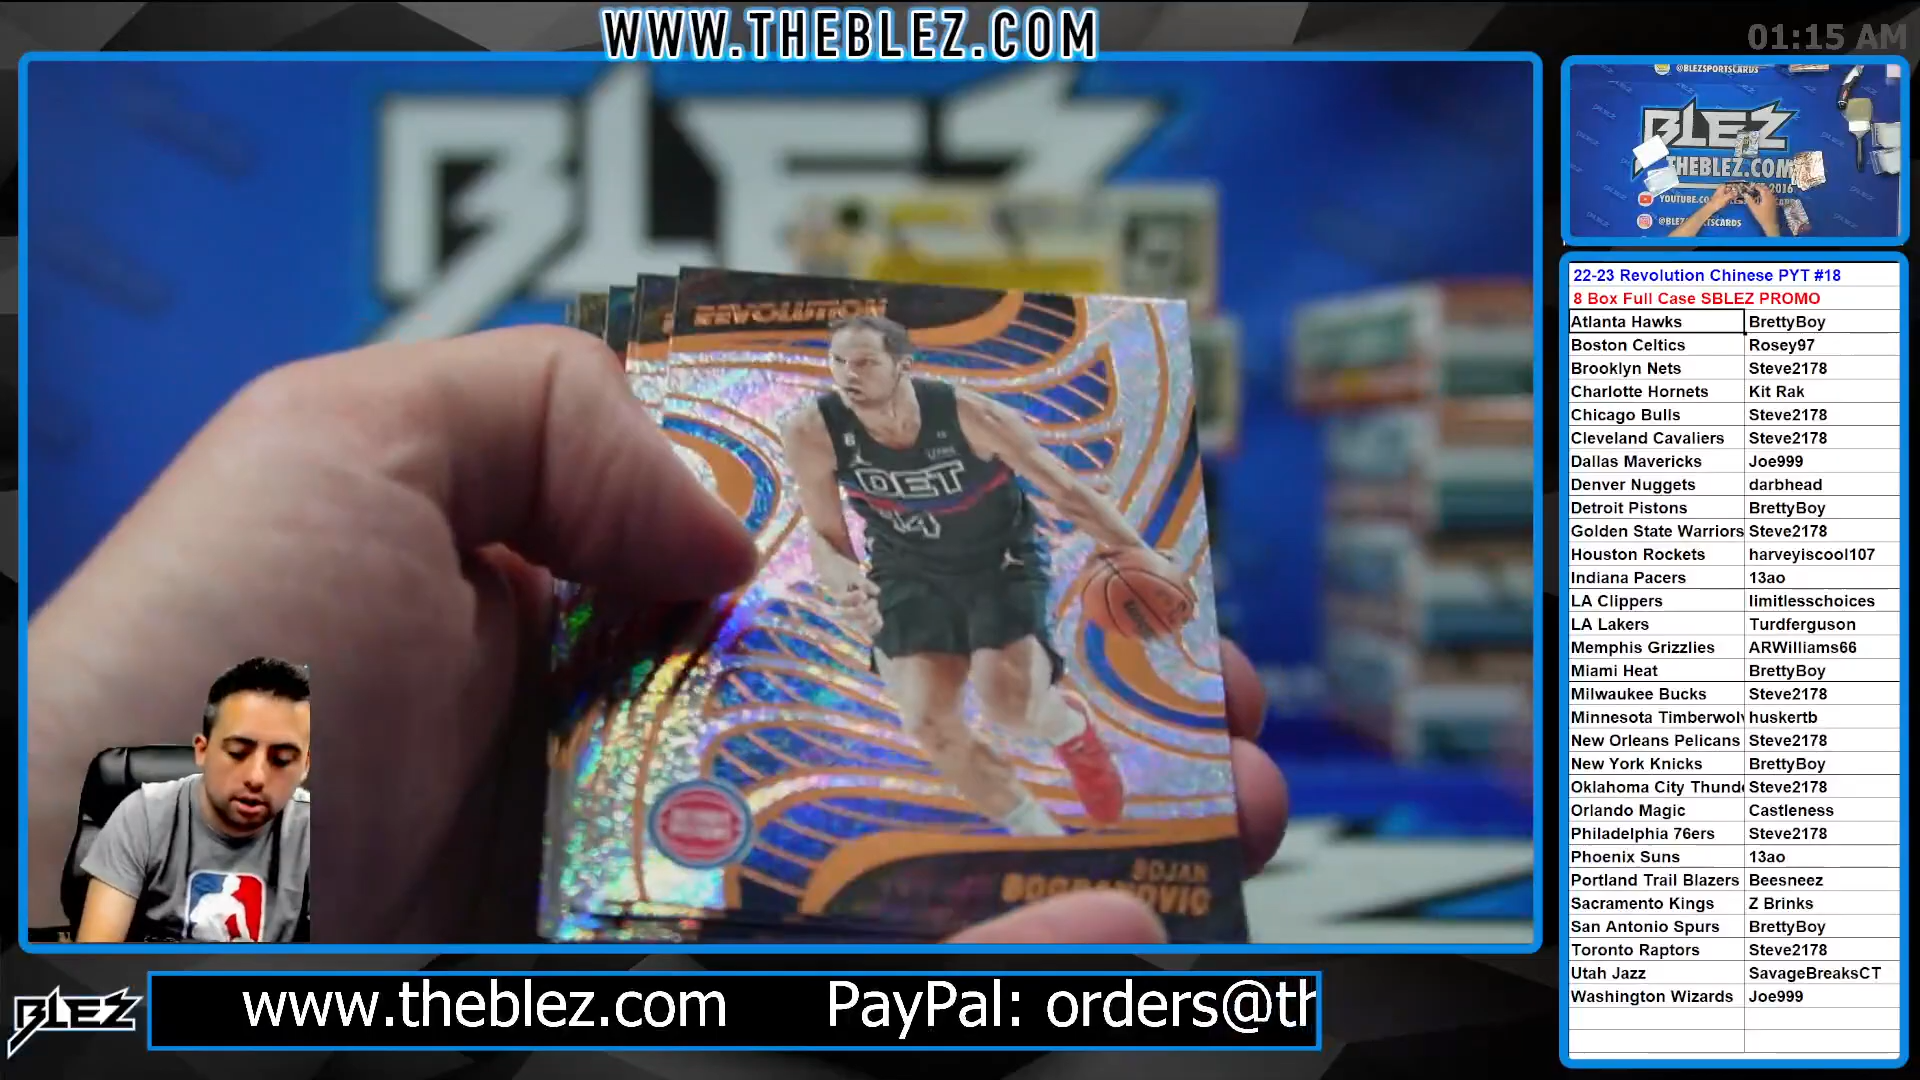 WWW.THEBLEZ.COM
01:15 AM
BLEZ
REVOLUTION
DET
44
BOJAN
BOGDANOVIC
@BLEZSPORTSCARDS
BLEZ
THEBLEZ.COM
2016
22-23 Revolution Chinese PYT #18
8 Box Full Case SBLEZ PROMO
Atlanta Hawks BrettyBoy
Boston Celtics Rosey97
Brooklyn Nets Steve2178
Charlotte Hornets Kit Rak
Chicago Bulls Steve2178
Cleveland Cavaliers Steve2178
Dallas Mavericks Joe999
Denver Nuggets darbhead
Detroit Pistons BrettyBoy
Golden State Warriors Steve2178
Houston Rockets harveyiscool107
Indiana Pacers 13ao
LA Clippers limitlesschoices
LA Lakers Turdferguson
Memphis Grizzlies ARWilliams66
Miami Heat BrettyBoy
Milwaukee Bucks Steve2178
Minnesota Timberwolv huskertb
New Orleans Pelicans Steve2178
New York Knicks BrettyBoy
Oklahoma City Thund Steve2178
Orlando Magic Castleness
Philadelphia 76ers Steve2178
Phoenix Suns 13ao
Portland Trail Blazers Beesneez
Sacramento Kings Z Brinks
San Antonio Spurs BrettyBoy
Toronto Raptors Steve2178
Utah Jazz SavageBreaksCT
Washington Wizards Joe999
BLEZ
www.theblez.com PayPal: orders@th